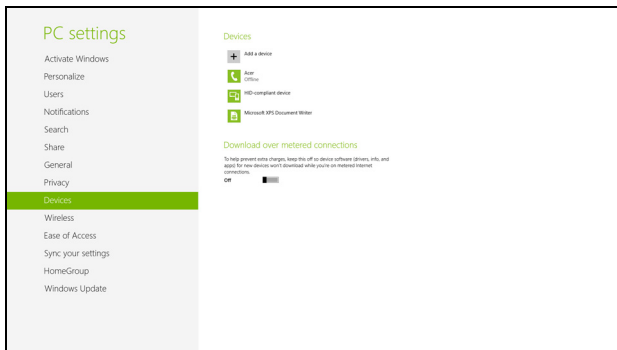 PC settings
Activate Windows
Personalize
Users
Notifications
Search
Share
General
Privacy
Devices
Wireless
Ease of Access
Sync your settings
HomeGroup
Windows Update
Devices
Add a device
Acer
Offline
HID-compliant device
Microsoft XPS Document Writer
Download over metered connections
To help prevent extra charges, keep this off so device software (drivers, info, and
apps) for new devices won't download while you're on metered Internet
connections.
Off